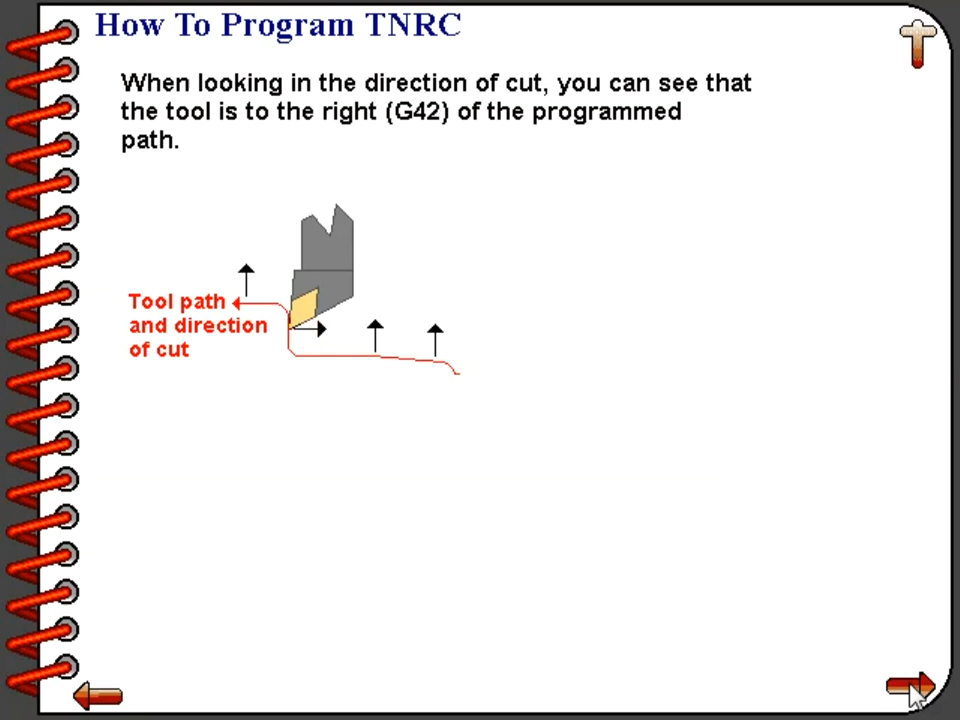 How To Program TNRC
When looking in the direction of cut, you can see that
the tool is to the right (G42) of the programmed
path.
Tool path
and direction
of cut